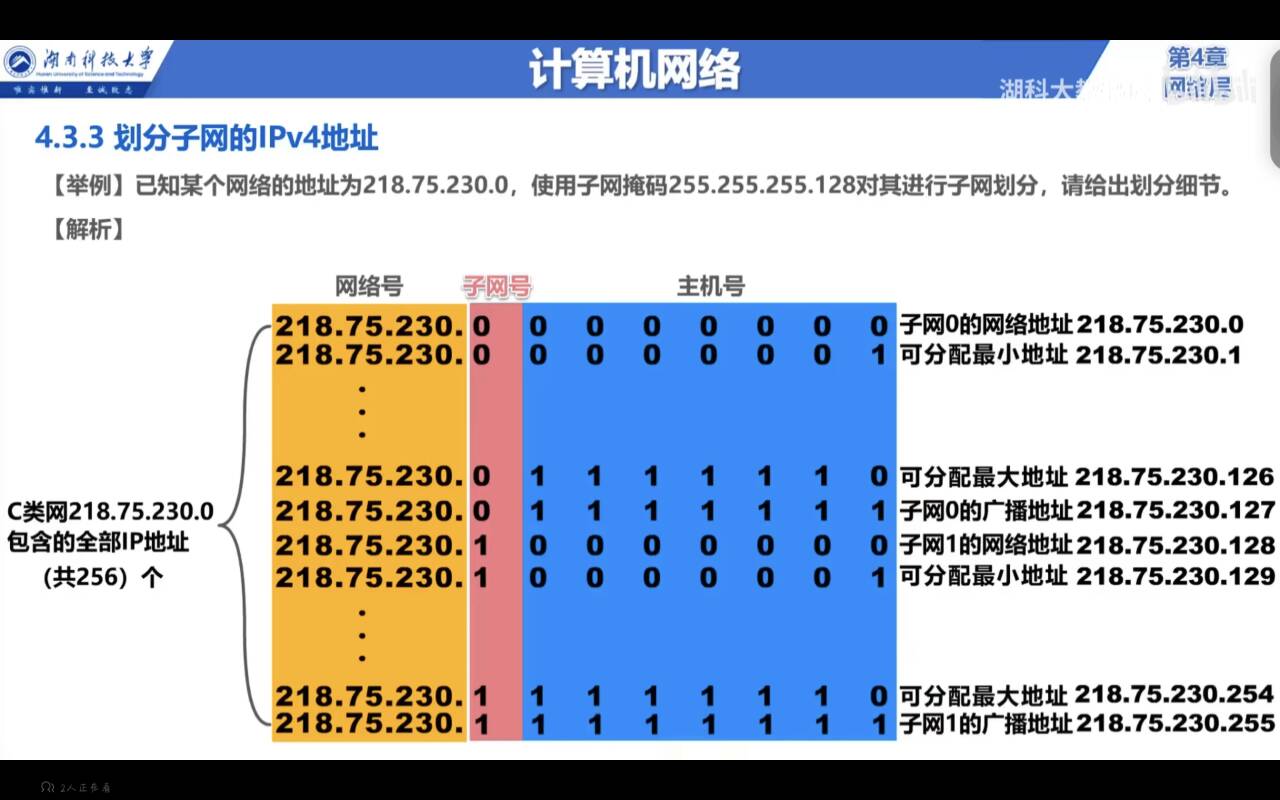 湖南科技大学
Hunan University of Science and Technology
唯实惟新 至诚致志
计算机网络
第4章
网络层
湖科大教
4.3.3 划分子网的IPv4地址
【举例】已知某个网络的地址为218.75.230.0，使用子网掩码255.255.255.128对其进行子网划分，请给出划分细节。
【解析】
网络号 子网号 主机号
218.75.230. 0 0 0 0 0 0 0 0 子网0的网络地址 218.75.230.0
218.75.230. 0 0 0 0 0 0 0 1 可分配最小地址 218.75.230.1
218.75.230. 0 1 1 1 1 1 1 0 可分配最大地址 218.75.230.126
218.75.230. 0 1 1 1 1 1 1 1 子网0的广播地址 218.75.230.127
218.75.230. 1 0 0 0 0 0 0 0 子网1的网络地址 218.75.230.128
218.75.230. 1 0 0 0 0 0 0 1 可分配最小地址 218.75.230.129
218.75.230. 1 1 1 1 1 1 1 0 可分配最大地址 218.75.230.254
218.75.230. 1 1 1 1 1 1 1 1 子网1的广播地址 218.75.230.255
C类网218.75.230.0
包含的全部IP地址
（共256）个
2人正在看